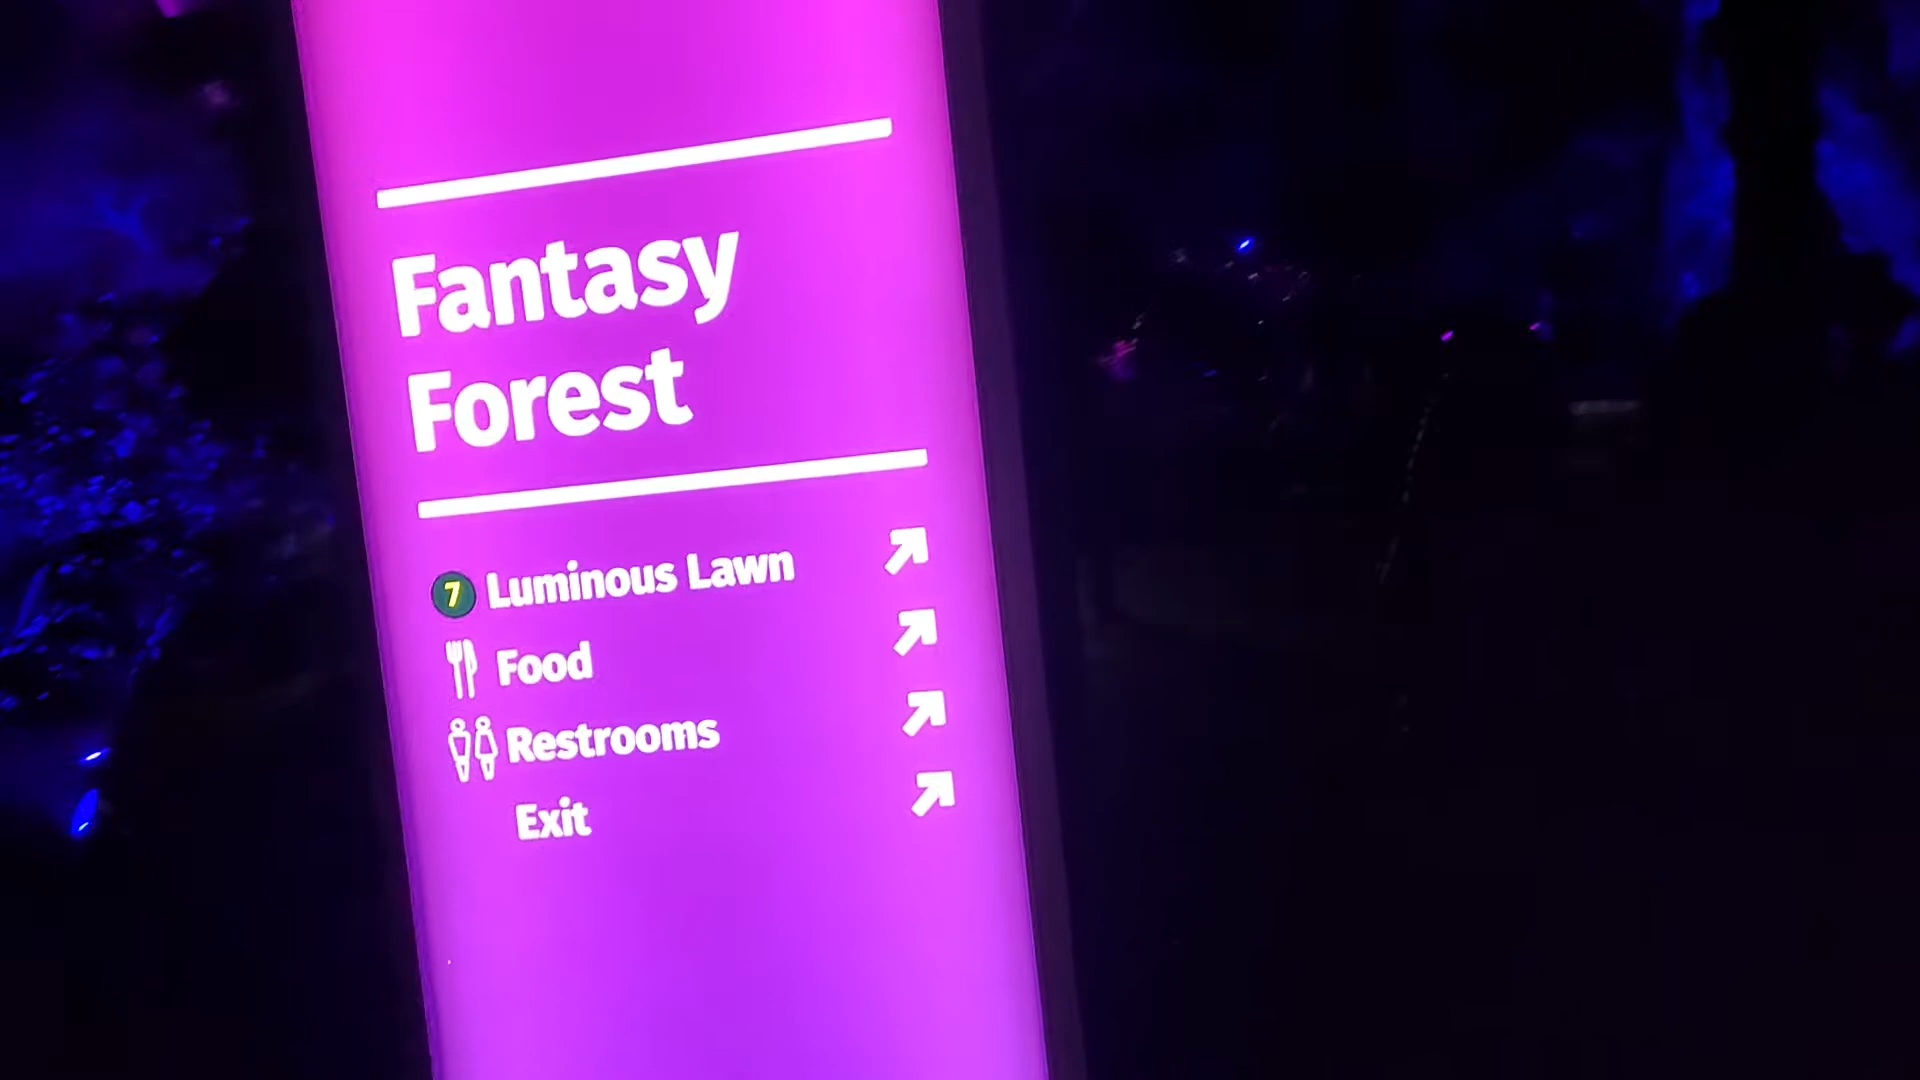 Fantasy
Forest
7 Luminous Lawn
Food
Restrooms
Exit